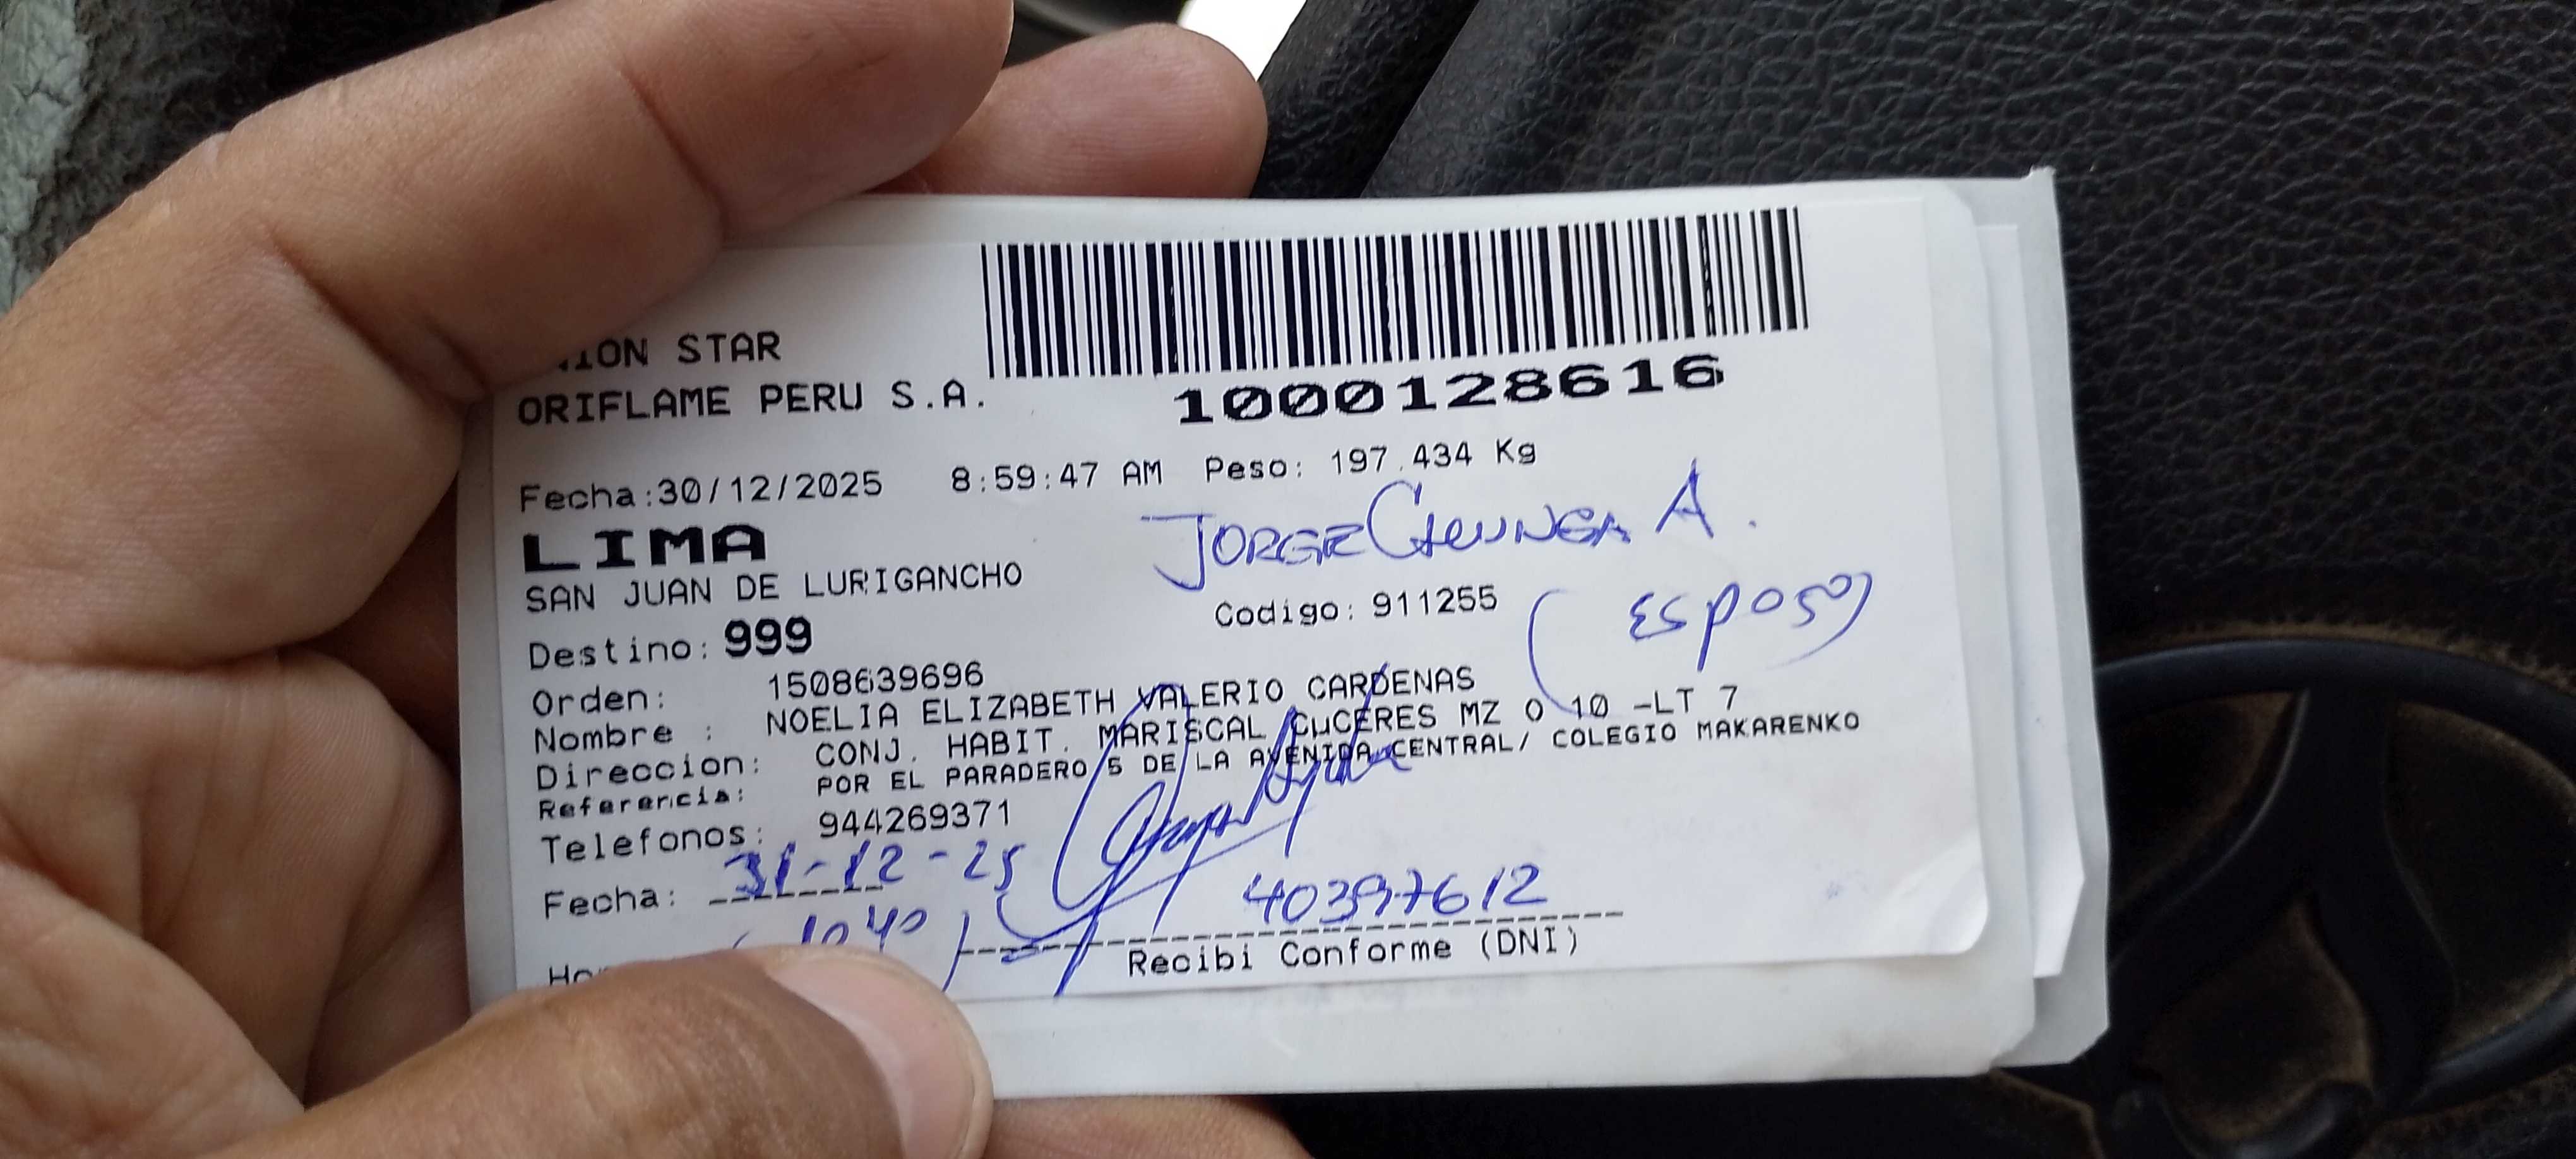 UNION STAR
ORIFLAME PERU S.A.
1000128616
Fecha:30/12/2025 8:59:47 AM Peso: 197.434 Kg
LIMA
JORGE CHUNGA A.
SAN JUAN DE LURIGANCHO
Codigo: 911255
(ESPOSO)
Destino: 999
Orden: 1508639696
Nombre : NOELIA ELIZABETH VALERIO CARDENAS
Direccion: CONJ. HABIT. MARISCAL CUCERES MZ O 10 -LT 7
Referencia: POR EL PARADERO 5 DE LA AVENIDA CENTRAL/ COLEGIO MAKARENKO
Telefonos: 944269371
Fecha: 31-12-25
40397612
1040
Recibi Conforme (DNI)